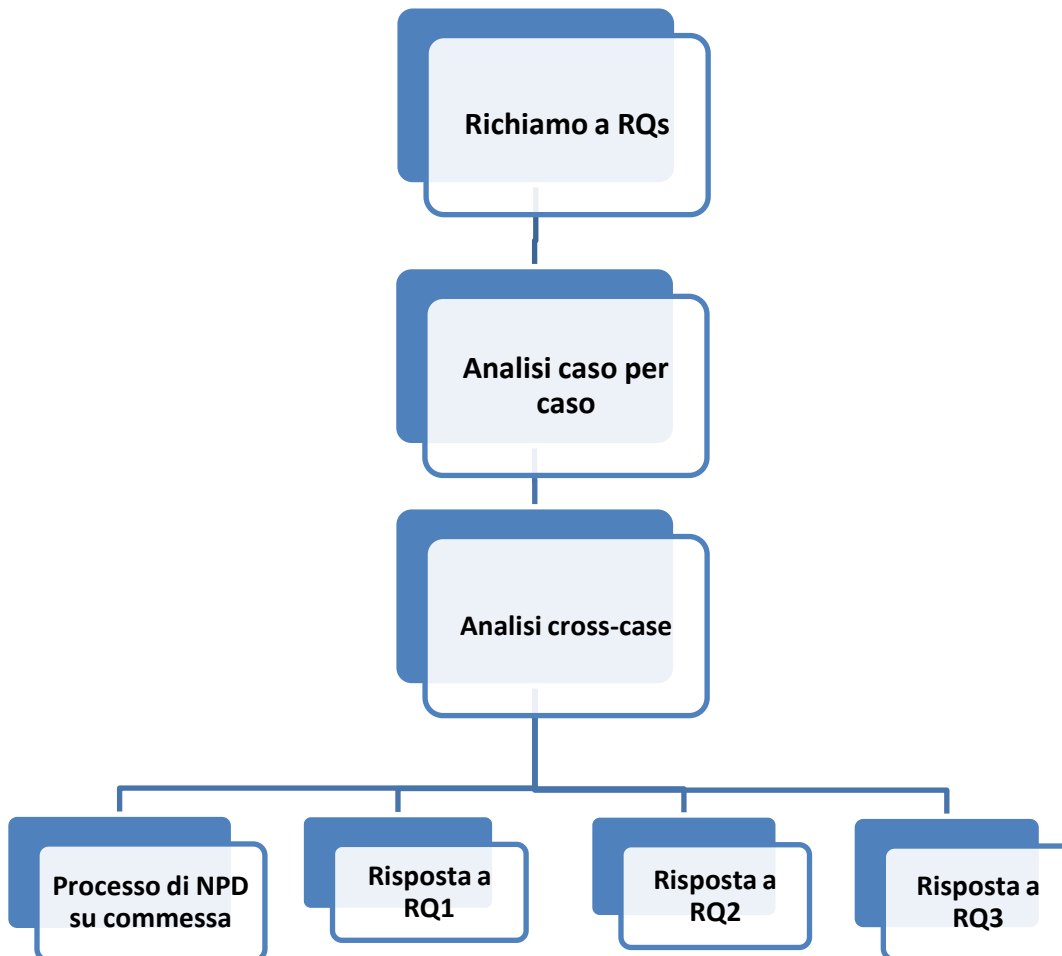 Richiamo a RQs
Analisi caso per
caso
Analisi cross-case
Processo di NPD
su commessa
Risposta a
RQ1
Risposta a
RQ2
Risposta a
RQ3